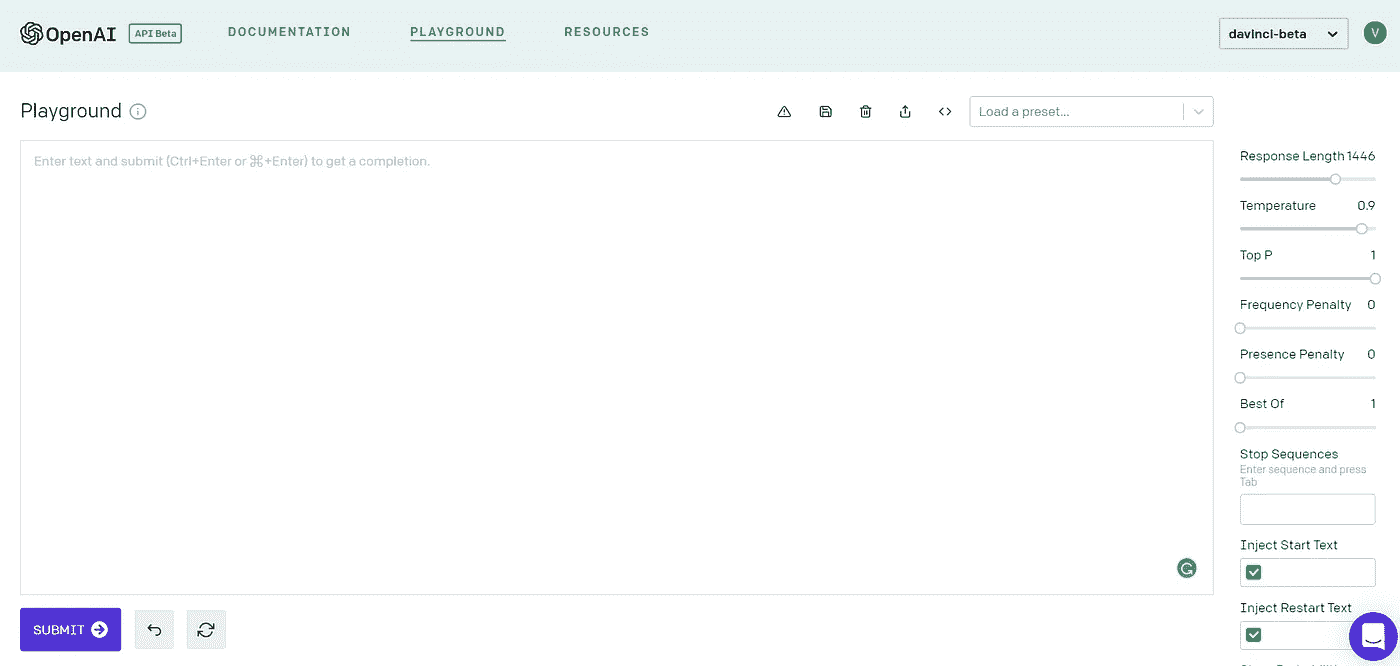 OpenAI API Beta DOCUMENTATION PLAYGROUND RESOURCES davinci-beta V
Playground
Load a preset...
Enter text and submit (Ctrl+Enter or ⌘+Enter) to get a completion.
Response Length 1446
Temperature 0.9
Top P 1
Frequency Penalty 0
Presence Penalty 0
Best Of 1
Stop Sequences
Enter sequence and press
Tab
Inject Start Text
Inject Restart Text
SUBMIT